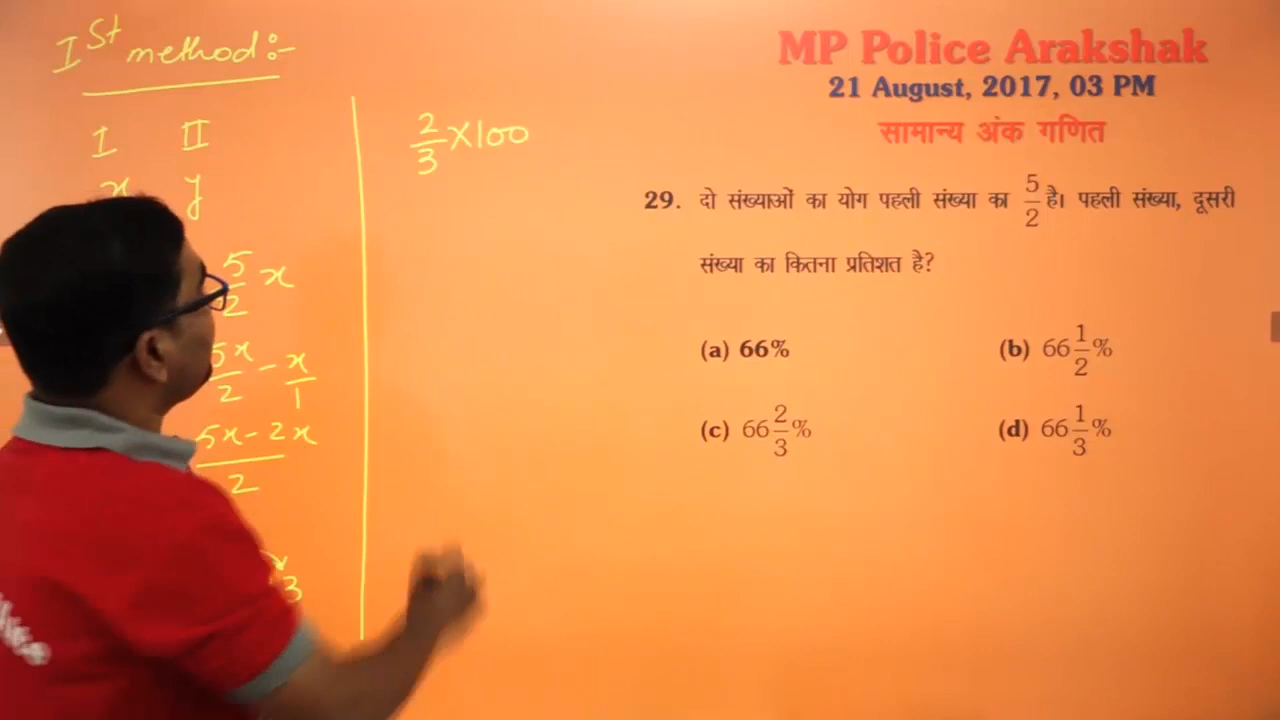 Ist method:-
I II
x y
5/2 x
5x/2 - x/1
5x-2x/2
3
2/3 ×100
MP Police Arakshak
21 August, 2017, 03 PM
सामान्य अंक गणित
29. दो संख्याओं का योग पहली संख्या का 5/2 है। पहली संख्या, दूसरी
संख्या का कितना प्रतिशत है?
(a) 66% (b) 66 1/2 %
(c) 66 2/3 % (d) 66 1/3 %